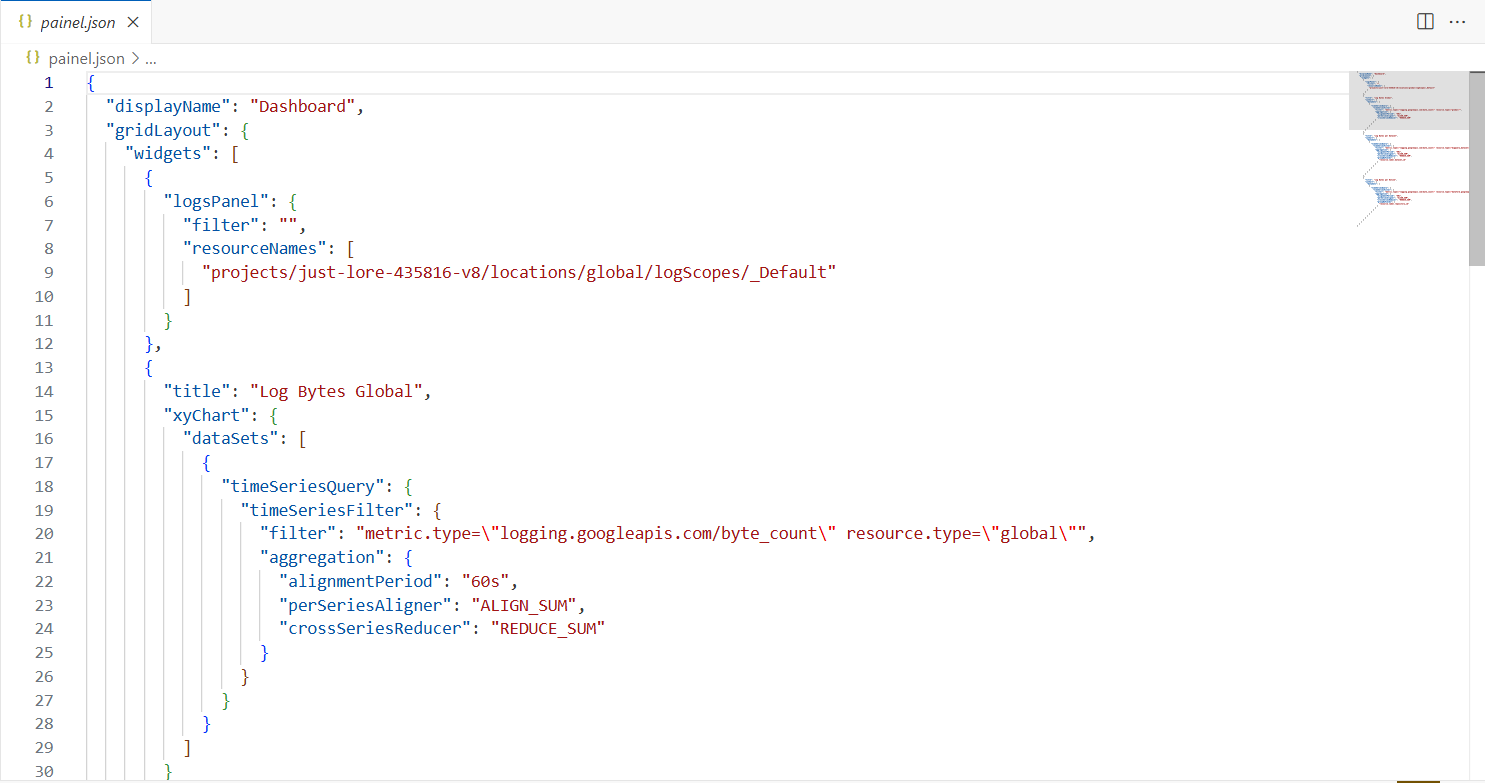 painel.json
painel.json > ...
1 {
2 "displayName": "Dashboard",
3 "gridLayout": {
4 "widgets": [
5 {
6 "logsPanel": {
7 "filter": "",
8 "resourceNames": [
9 "projects/just-lore-435816-v8/locations/global/logScopes/_Default"
10 ]
11 }
12 },
13 {
14 "title": "Log Bytes Global",
15 "xyChart": {
16 "dataSets": [
17 {
18 "timeSeriesQuery": {
19 "timeSeriesFilter": {
20 "filter": "metric.type=\"logging.googleapis.com/byte_count\" resource.type=\"global\"",
21 "aggregation": {
22 "alignmentPeriod": "60s",
23 "perSeriesAligner": "ALIGN_SUM",
24 "crossSeriesReducer": "REDUCE_SUM"
25 }
26 }
27 }
28 }
29 ]
30 }